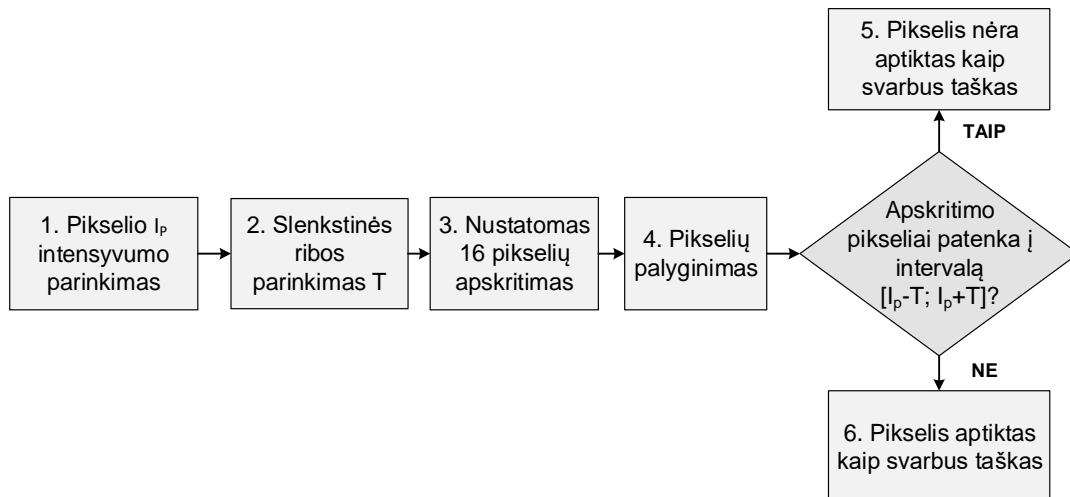 1. Pikselio Iₚ
intensyvumo
parinkimas
2. Slenkstinės
ribos
parinkimas T
3. Nustatomas
16 pikselių
apskritimas
4. Pikselių
palyginimas
Apskritimo
pikseliai patenka į
intervalą
[Iₚ-T; Iₚ+T]?
TAIP
5. Pikselis nėra
aptiktas kaip
svarbus taškas
NE
6. Pikselis aptiktas
kaip svarbus taškas